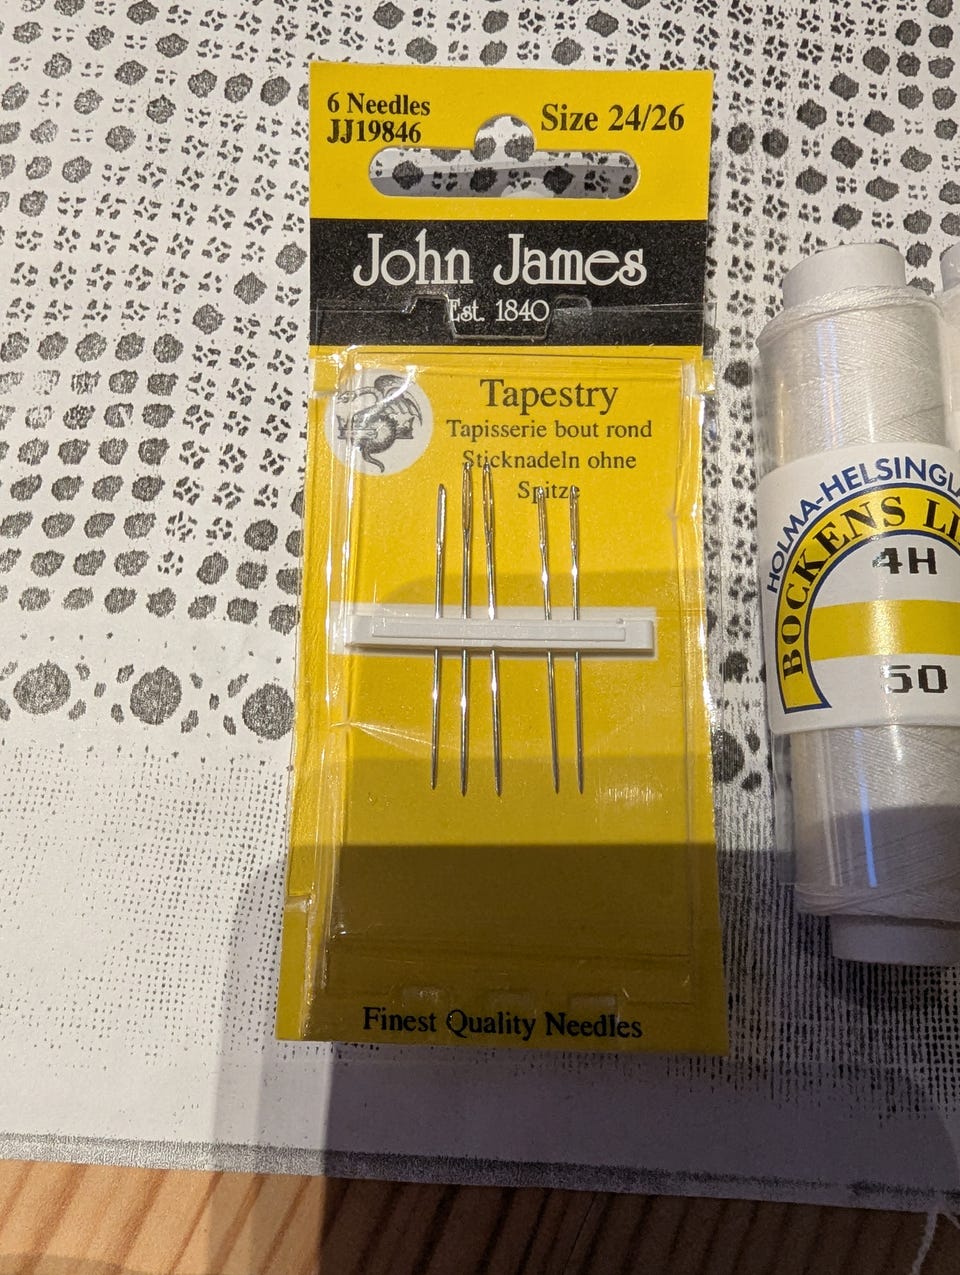 6 Needles
JJ19846
Size 24/26
John James
Est. 1840
Tapestry
Tapisserie bout rond
Sticknadeln ohne
Spitze
Finest Quality Needles
HOLMA-HELSINGL
BOCKENS LI
4H
50